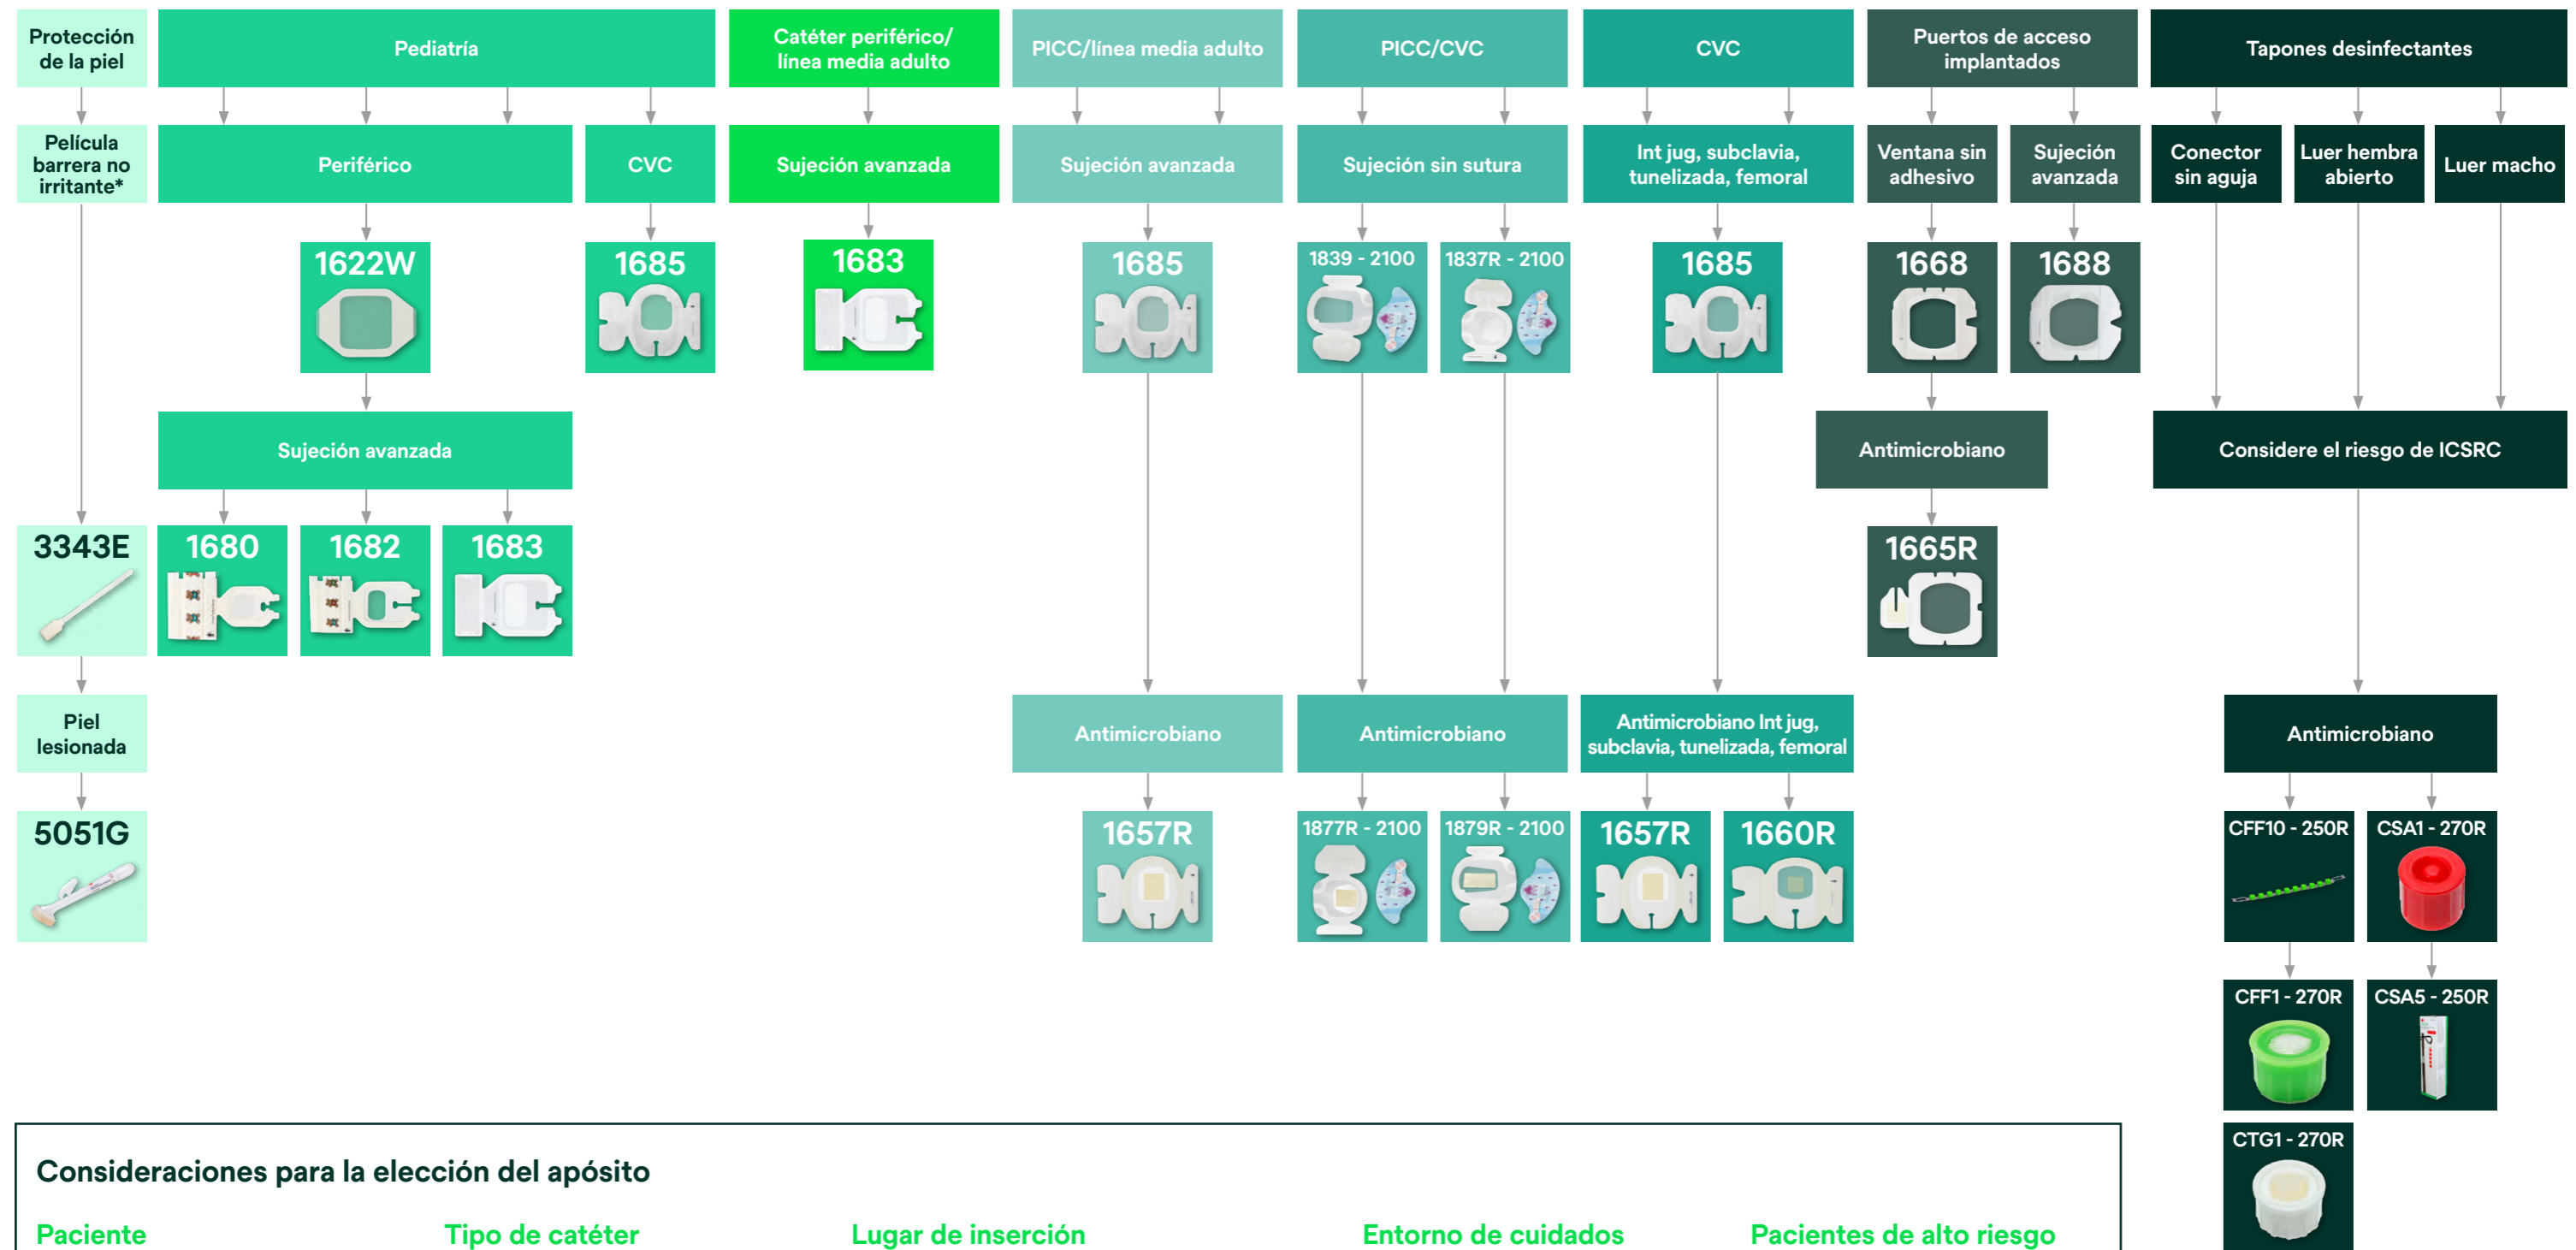 Protección
de la piel
Pediatría
Catéter periférico/
línea media adulto
PICC/línea media adulto
PICC/CVC
CVC
Puertos de acceso
implantados
Tapones desinfectantes
Película
barrera no
irritante*
Periférico
CVC
Sujeción avanzada
Sujeción avanzada
Sujeción sin sutura
Int jug, subclavia,
tunelizada, femoral
Ventana sin
adhesivo
Sujeción
avanzada
Conector
sin aguja
Luer hembra
abierto
Luer macho
1622W
1685
1683
1685
1839 - 2100
1837R - 2100
1685
1668
1688
Sujeción avanzada
Antimicrobiano
Considere el riesgo de ICSRC
3343E
1680
1682
1683
1665R
Piel
lesionada
Antimicrobiano
Antimicrobiano
Antimicrobiano Int jug,
subclavia, tunelizada, femoral
Antimicrobiano
5051G
1657R
1877R - 2100
1879R - 2100
1657R
1660R
CFF10 - 250R
CSA1 - 270R
CFF1 - 270R
CSA5 - 250R
CTG1 - 270R
Consideraciones para la elección del apósito
Paciente
Tipo de catéter
Lugar de inserción
Entorno de cuidados
Pacientes de alto riesgo